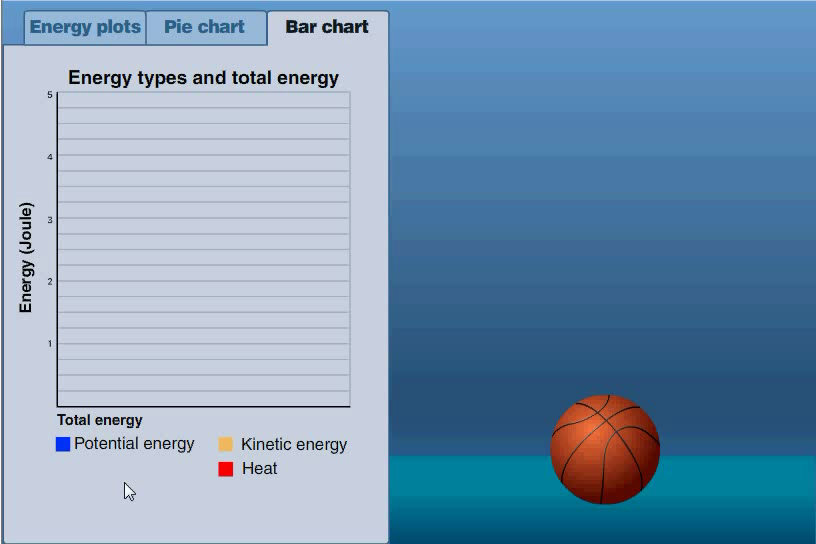 Energy plots Pie chart Bar chart
Energy types and total energy
5
4
3
2
1
Energy (Joule)
Total energy
Potential energy Kinetic energy
Heat